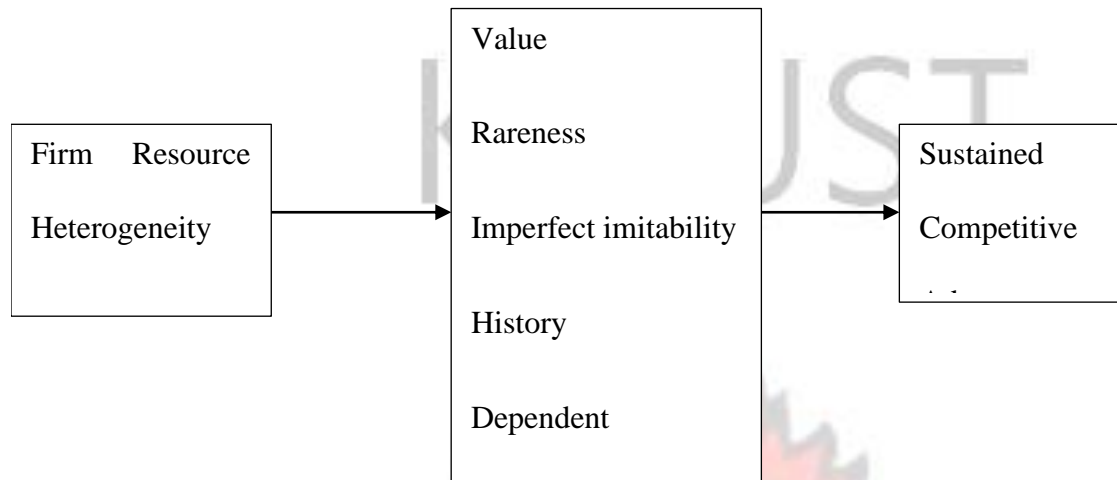 Firm Resource
Heterogeneity
Value
Rareness
Imperfect imitability
History
Dependent
Sustained
Competitive